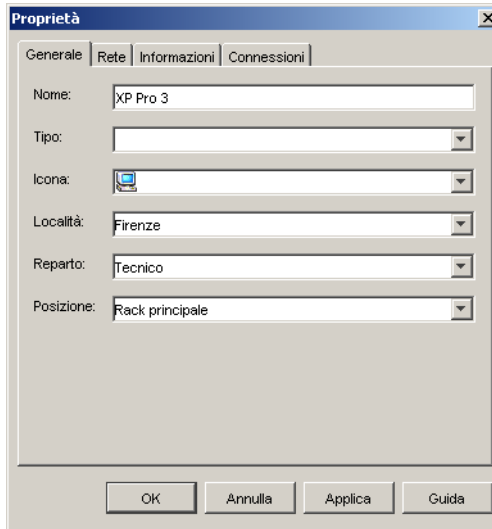 Proprietà
Generale Rete Informazioni Connessioni
Nome: XP Pro 3
Tipo:
Icona:
Località: Firenze
Reparto: Tecnico
Posizione: Rack principale
OK Annulla Applica Guida